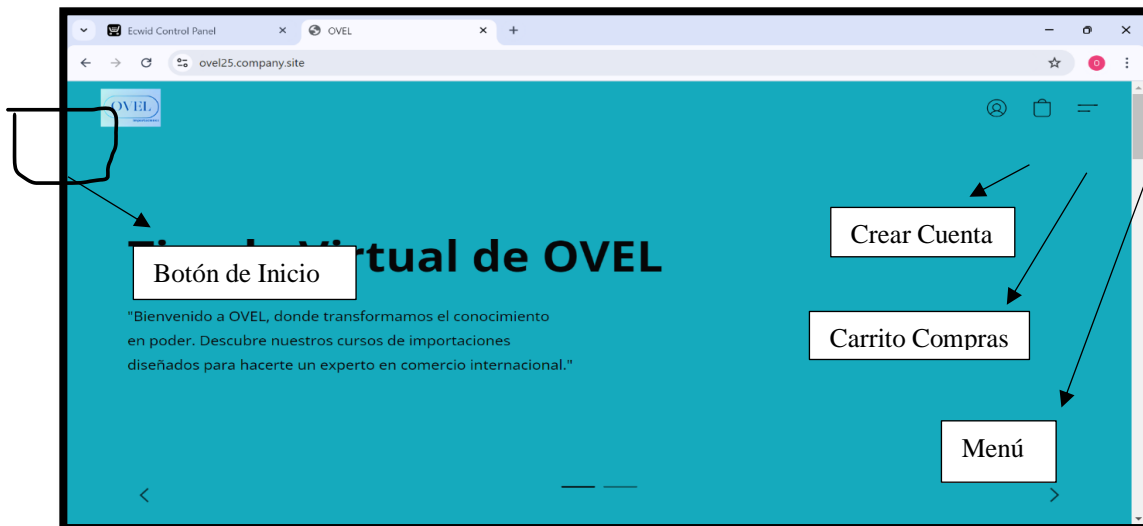 Ecwid Control Panel
OVEL
ovel25.company.site
O
OVEL
Crear Cuenta
rtual de OVEL
Botón de Inicio
"Bienvenido a OVEL, donde transformamos el conocimiento
en poder. Descubre nuestros cursos de importaciones
diseñados para hacerte un experto en comercio internacional."
Carrito Compras
Menú